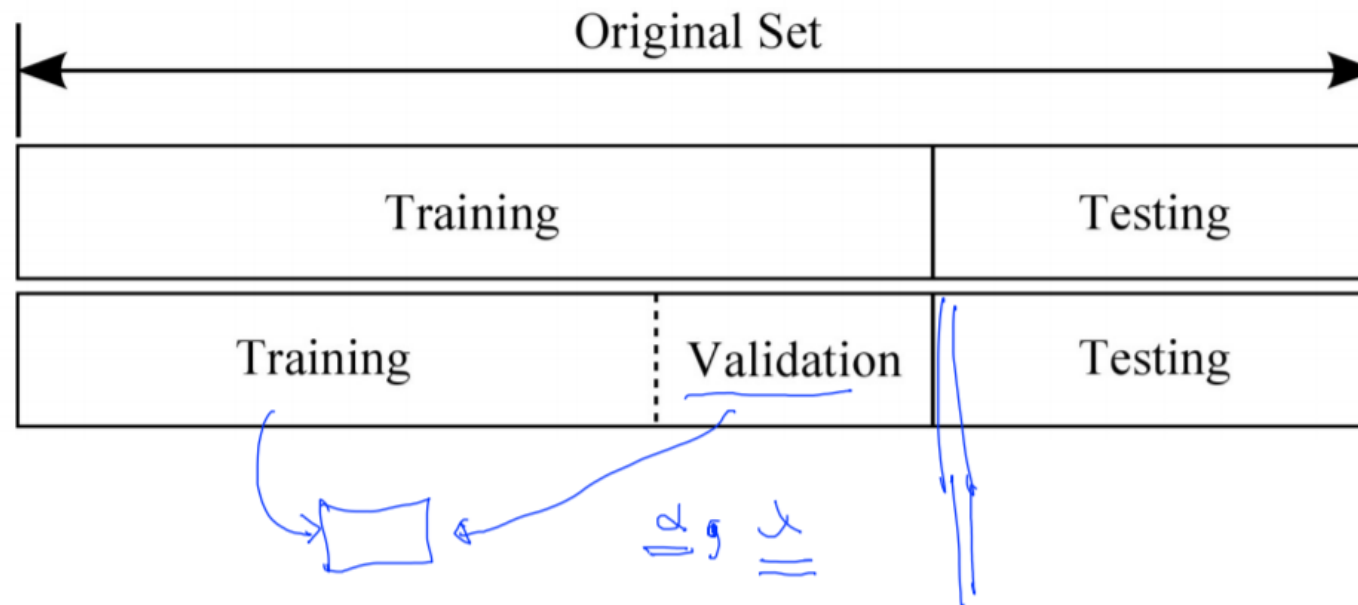 Original Set
Training Testing
Training Validation Testing
α, λ